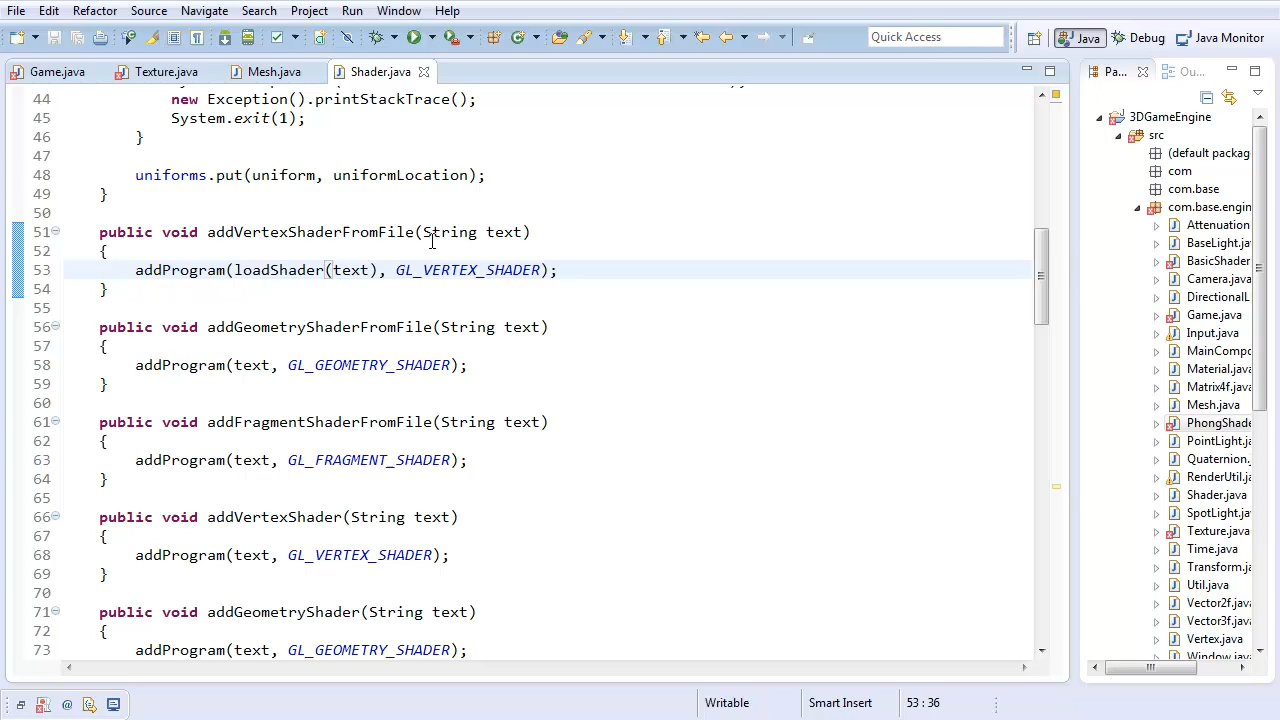 File Edit Refactor Source Navigate Search Project Run Window Help
Quick Access
Java
Debug
Java Monitor
Game.java
Texture.java
Mesh.java
Shader.java
Pa...
Ou...
44 new Exception().printStackTrace();
45 System.exit(1);
46 }
47
48 uniforms.put(uniform, uniformLocation);
49 }
50
51 public void addVertexShaderFromFile(String text)
52 {
53 addProgram(loadShader(text), GL_VERTEX_SHADER);
54 }
55
56 public void addGeometryShaderFromFile(String text)
57 {
58 addProgram(text, GL_GEOMETRY_SHADER);
59 }
60
61 public void addFragmentShaderFromFile(String text)
62 {
63 addProgram(text, GL_FRAGMENT_SHADER);
64 }
65
66 public void addVertexShader(String text)
67 {
68 addProgram(text, GL_VERTEX_SHADER);
69 }
70
71 public void addGeometryShader(String text)
72 {
73 addProgram(text, GL_GEOMETRY_SHADER);
3DGameEngine
src
(default packag
com
com.base
com.base.engin
Attenuation
BaseLight.ja
BasicShader
Camera.java
DirectionalL
Game.java
Input.java
MainCompo
Material.java
Matrix4f.java
Mesh.java
PhongShade
PointLight.ja
Quaternion.
RenderUtil.ja
Shader.java
SpotLight.jav
Texture.java
Time.java
Transform.ja
Util.java
Vector2f.java
Vector3f.java
Vertex.java
Window.java
Writable
Smart Insert
53 : 36